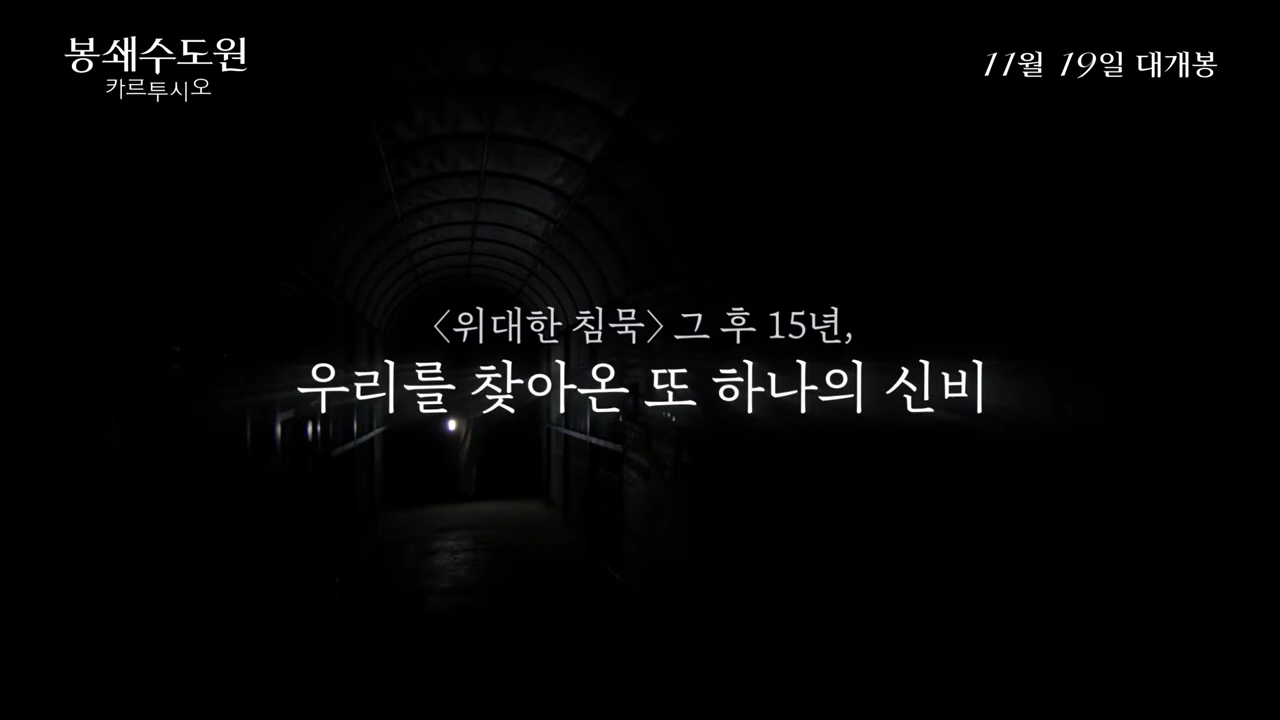 봉쇄수도원
카르투시오
11월 19일 대개봉
〈위대한 침묵〉 그 후 15년,
우리를 찾아온 또 하나의 신비